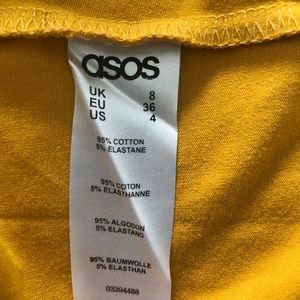 asos
UK 8
EU 36
US 4
95% COTTON
5% ELASTANE
95% COTON
5% ELASTHANNE
95% ALGODON
5% ELASTANO
95% BAUMWOLLE
5% ELASTHAN
03394488